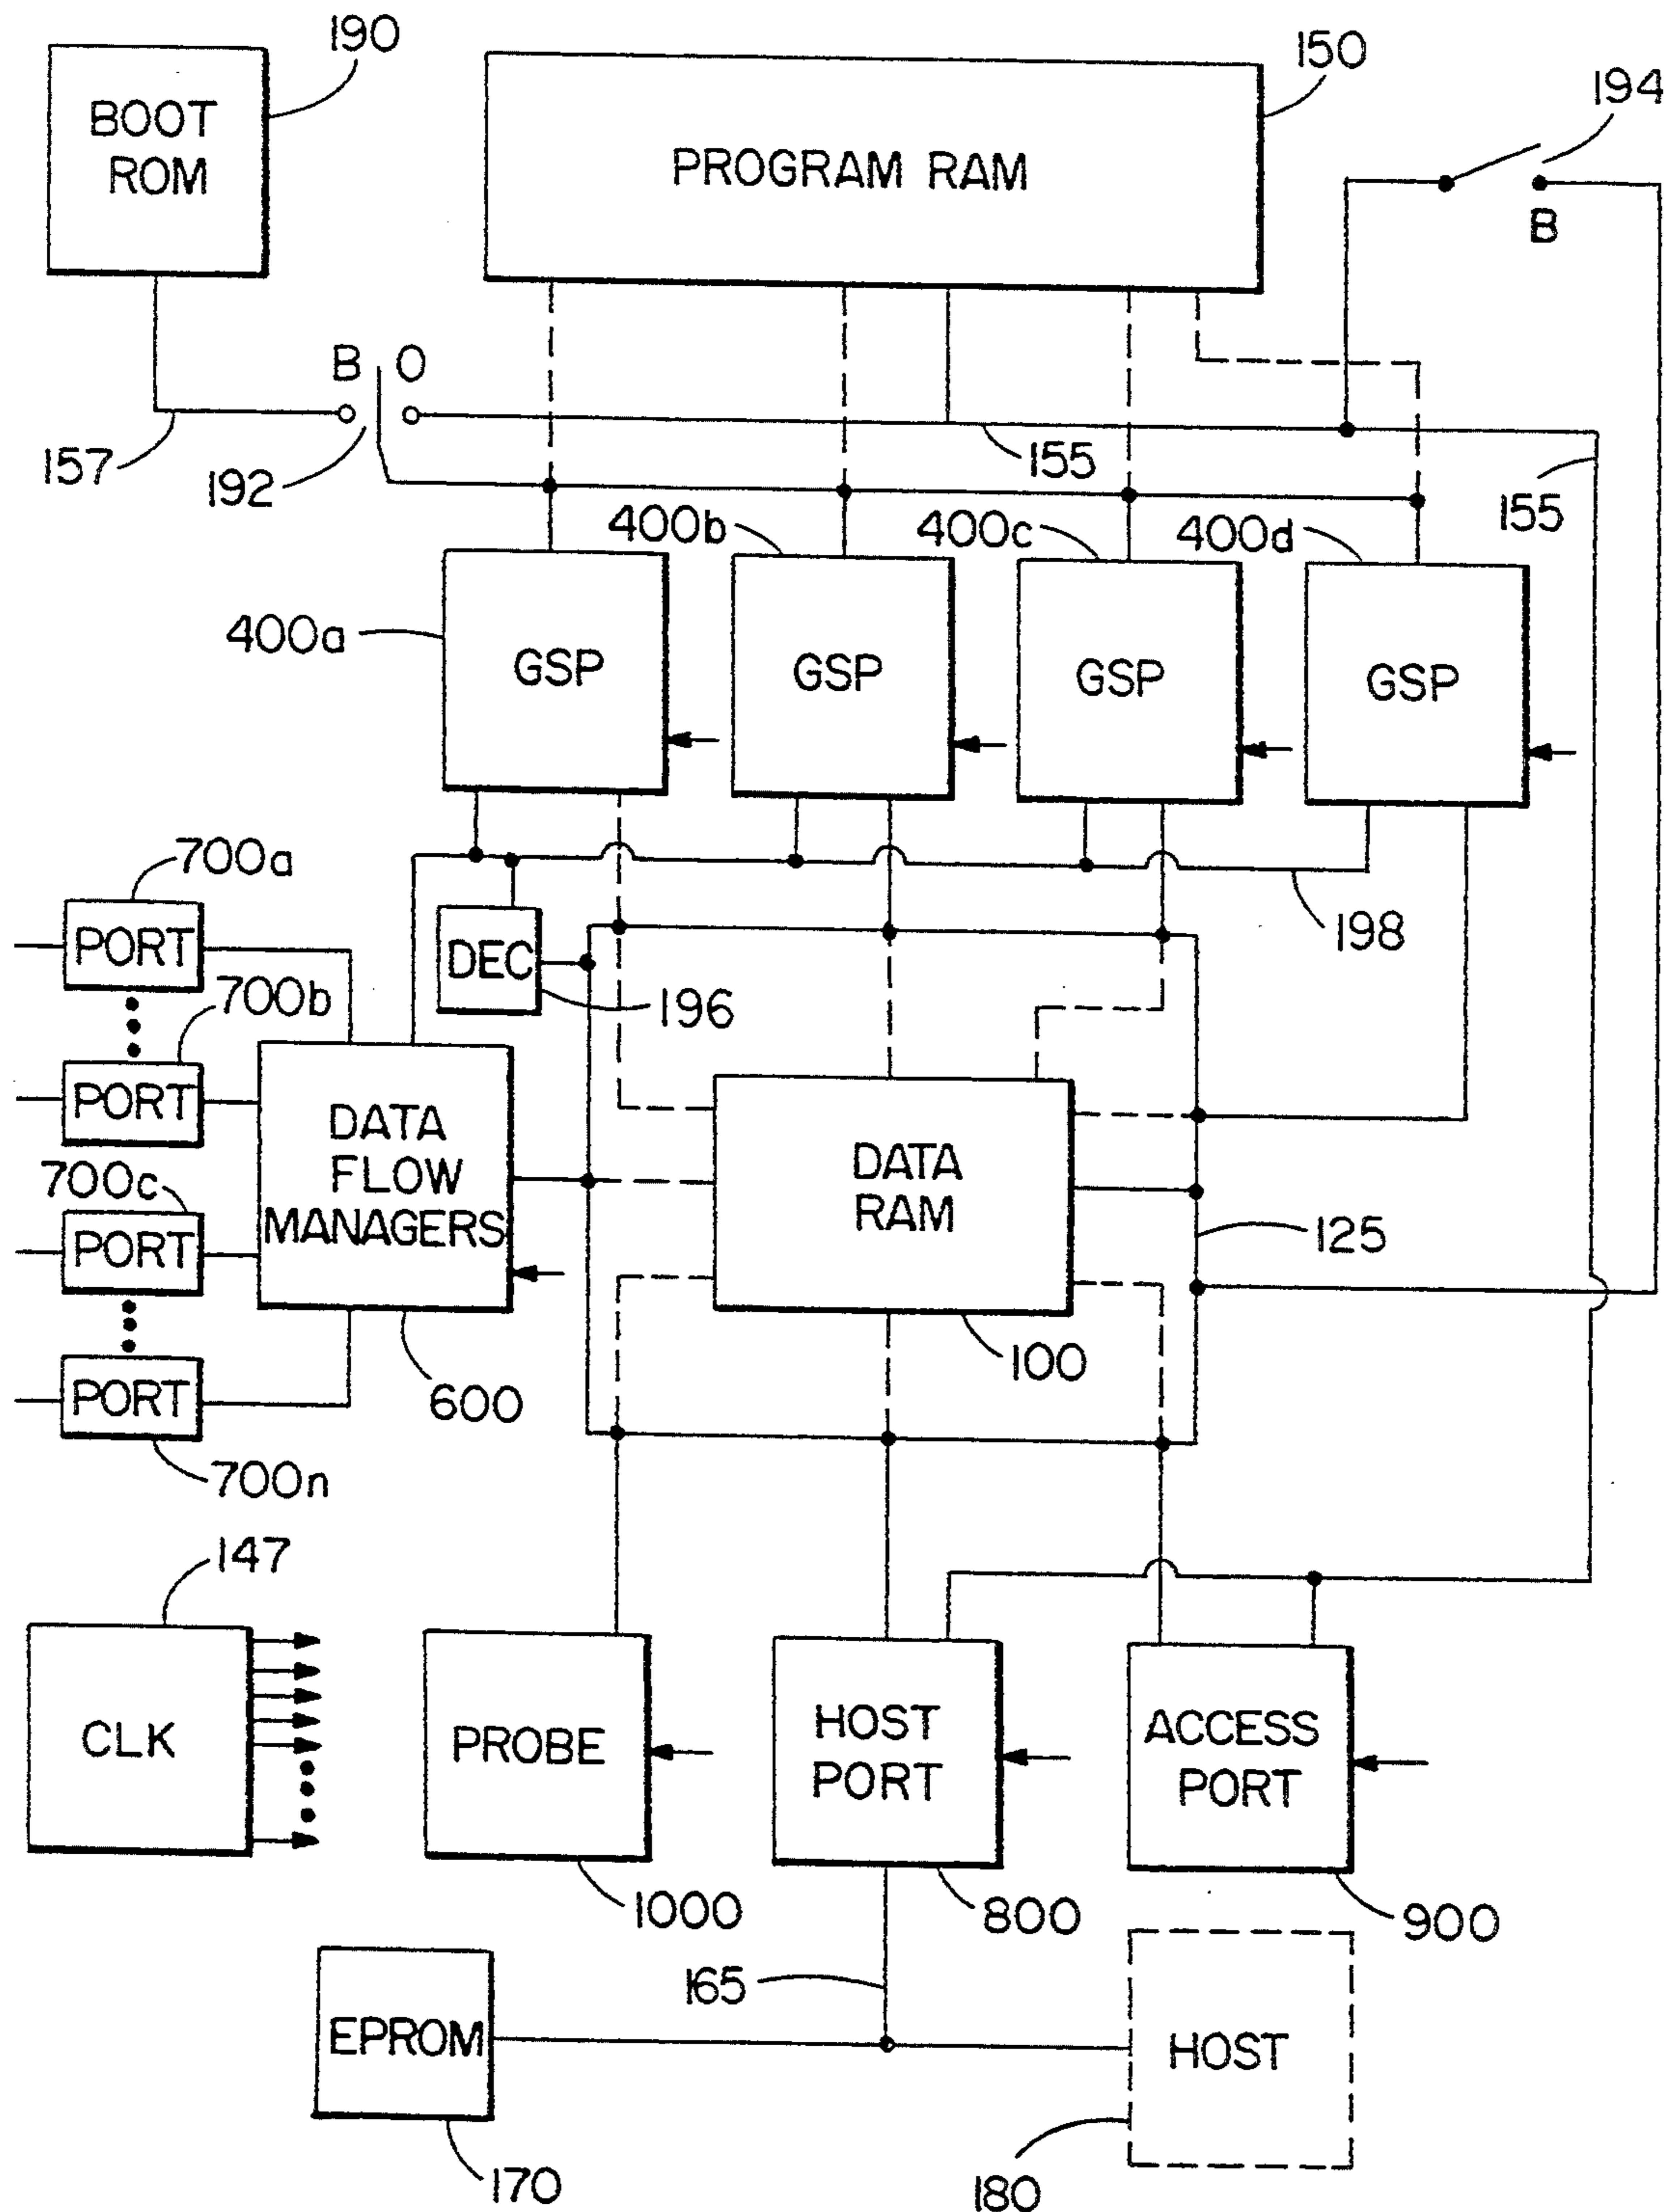 190
BOOT
ROM
150
PROGRAM RAM
194
B
B O
157
192
155
155
400a
GSP
400b
GSP
400c
GSP
400d
GSP
198
700a
PORT
700b
PORT
700c
PORT
PORT
700n
DEC
196
DATA
FLOW
MANAGERS
600
DATA
RAM
100
125
147
CLK
PROBE
1000
HOST
PORT
800
ACCESS
PORT
900
165
EPROM
170
HOST
180